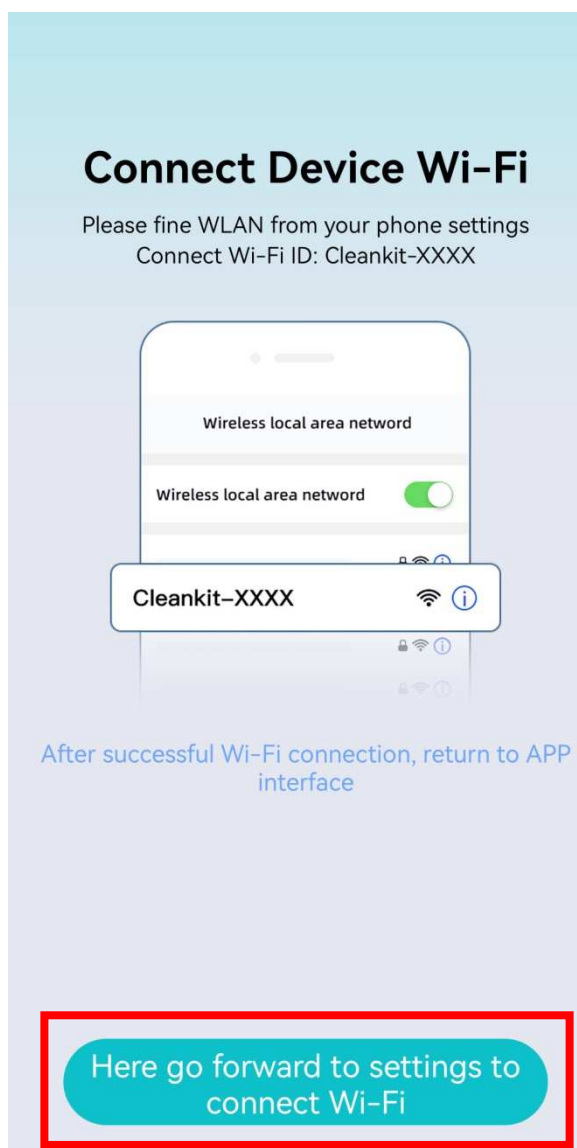 Connect Device Wi-Fi
Please fine WLAN from your phone settings
Connect Wi-Fi ID: Cleankit-XXXX
Wireless local area netword
Wireless local area netword
Cleankit-XXXX
After successful Wi-Fi connection, return to APP
interface
Here go forward to settings to
connect Wi-Fi